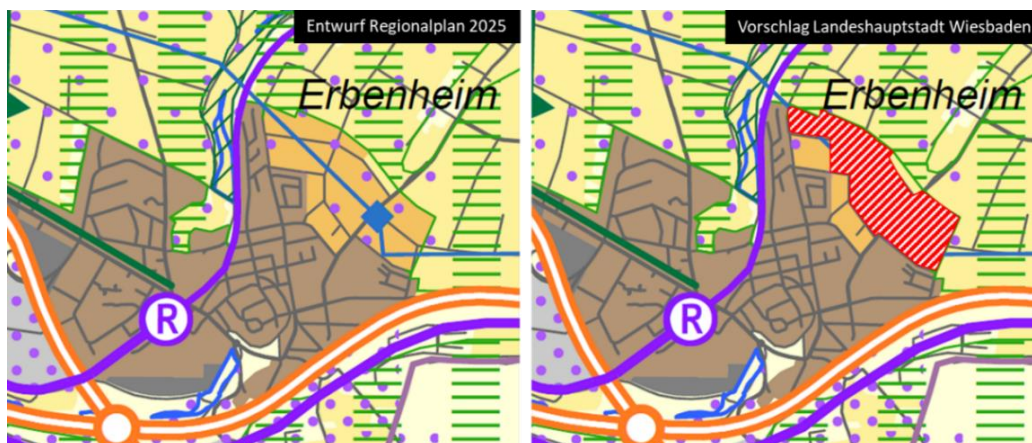 Entwurf Regionalplan 2025
Erbenheim
R
Vorschlag Landeshauptstadt Wiesbaden
Erbenheim
R